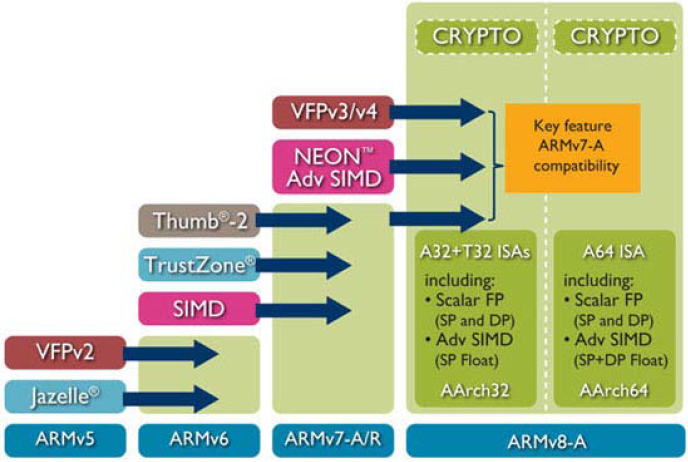 CRYPTO
CRYPTO
VFPv3/v4
Key feature
ARMv7-A
compatibility
NEON™
Adv SIMD
Thumb®-2
A32+T32 ISAs
including:
• Scalar FP
(SP and DP)
• Adv SIMD
(SP Float)
AArch32
A64 ISA
including:
• Scalar FP
(SP and DP)
• Adv SIMD
(SP+DP Float)
AArch64
TrustZone®
SIMD
VFPv2
Jazelle®
ARMv5
ARMv6
ARMv7-A/R
ARMv8-A